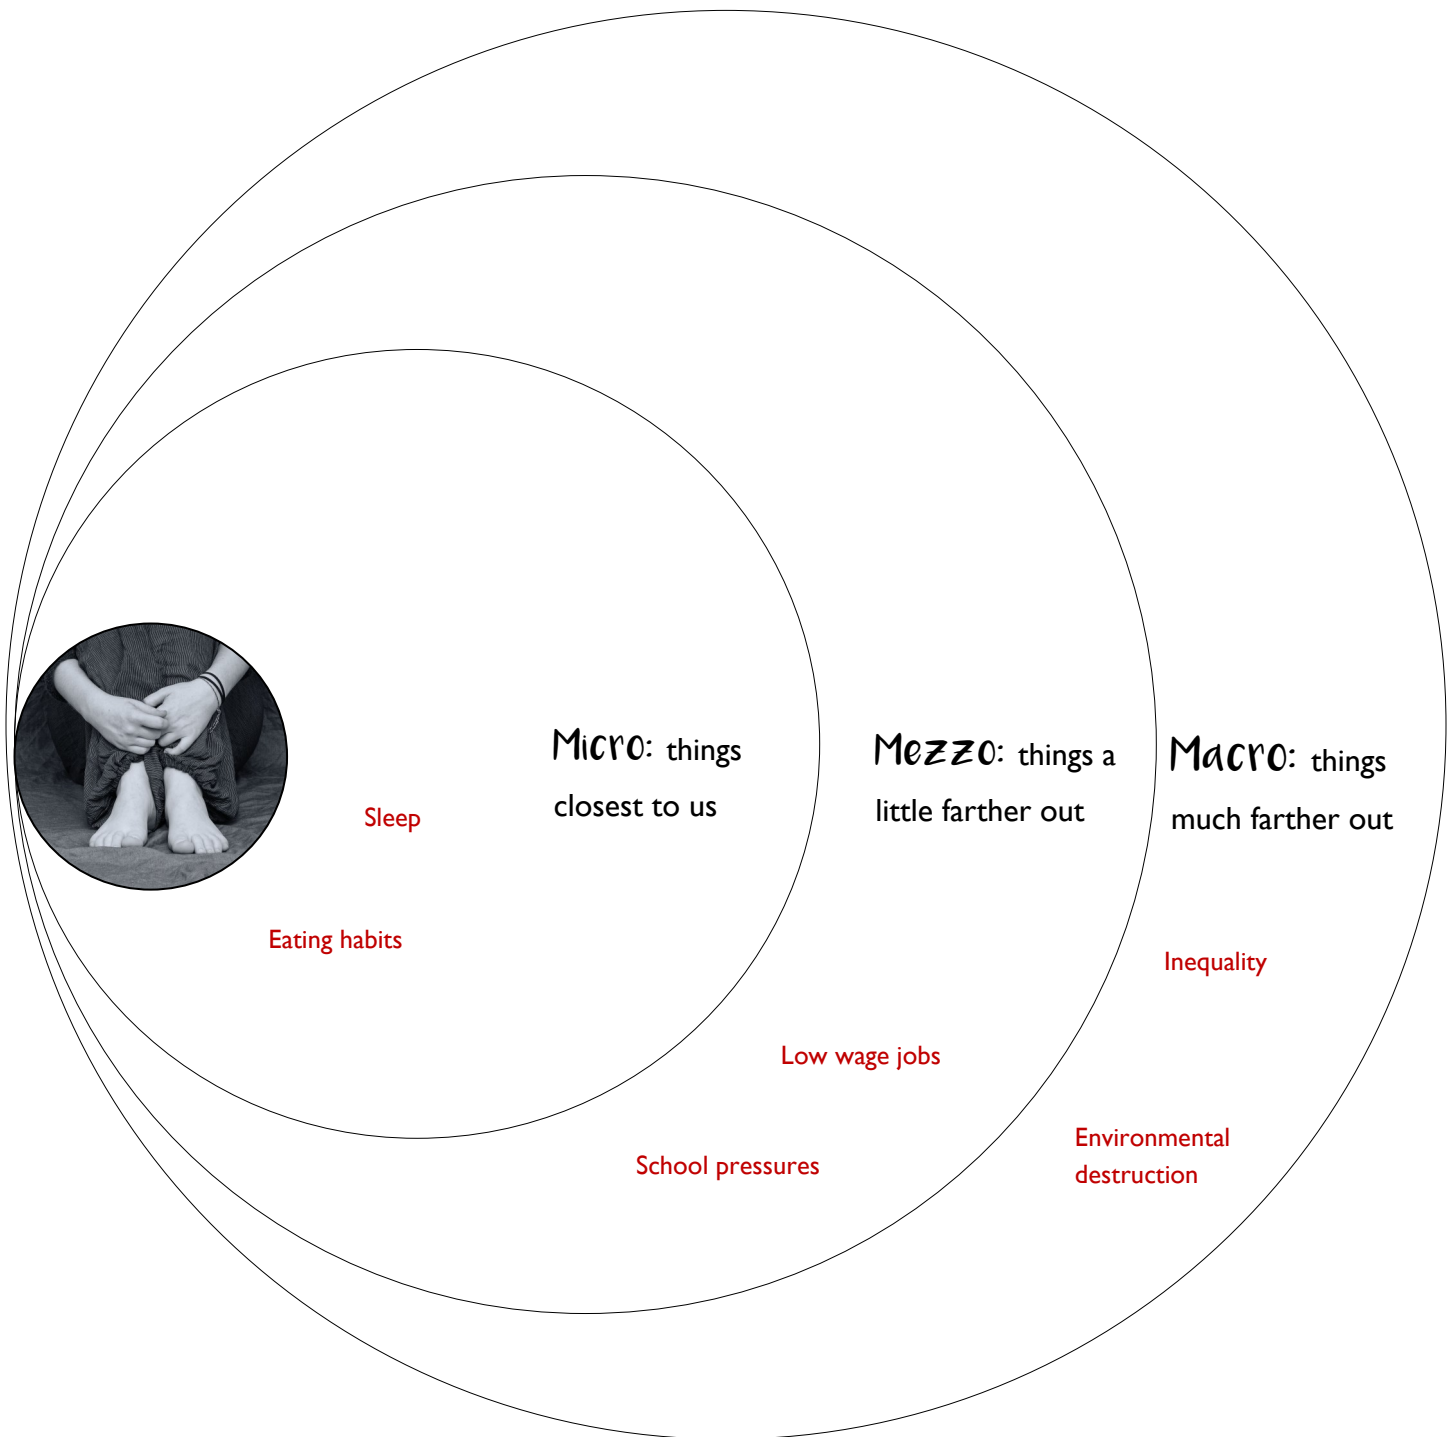 Micro: things
closest to us
Mezzo: things a
little farther out
Macro: things
much farther out
Sleep
Eating habits
Inequality
Low wage jobs
Environmental
destruction
School pressures